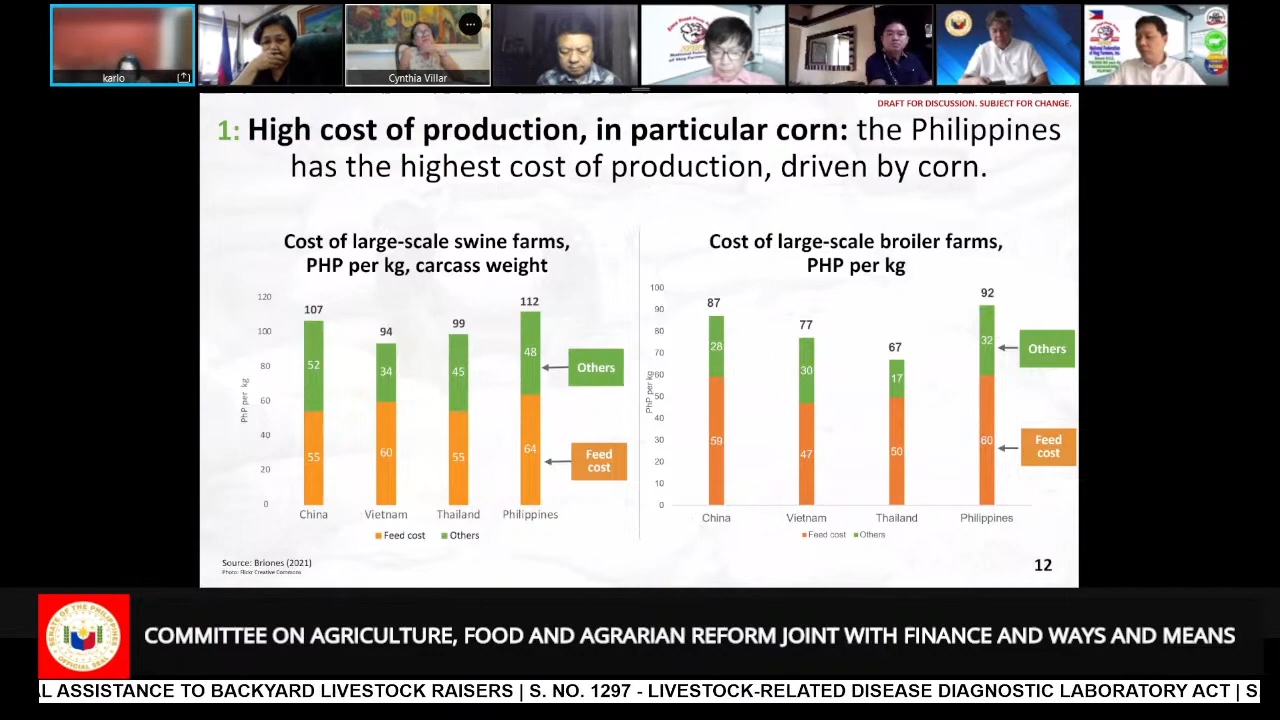 karlo
Cynthia Villar
DRAFT FOR DISCUSSION. SUBJECT FOR CHANGE.
1: High cost of production, in particular corn: the Philippines
has the highest cost of production, driven by corn.
Cost of large-scale swine farms,
PHP per kg, carcass weight
PhP per kg
120
100
80
60
40
20
0
107
94
99
112
52
34
45
48
55
60
55
64
Others
Feed
cost
China
Vietnam
Thailand
Philippines
Feed cost
Others
Cost of large-scale broiler farms,
PHP per kg
PhP per kg
100
90
80
70
60
50
40
30
20
10
0
87
77
67
92
28
30
17
32
59
47
50
60
Others
Feed
cost
China
Vietnam
Thailand
Philippines
Feed cost
Others
Source: Briones (2021)
Photo: Flickr Creative Commons
12
SENATE OF THE PHILIPPINES
OFFICIAL SEAL
COMMITTEE ON AGRICULTURE, FOOD AND AGRARIAN REFORM JOINT WITH FINANCE AND WAYS AND MEANS
L ASSISTANCE TO BACKYARD LIVESTOCK RAISERS | S. NO. 1297 - LIVESTOCK-RELATED DISEASE DIAGNOSTIC LABORATORY ACT | S